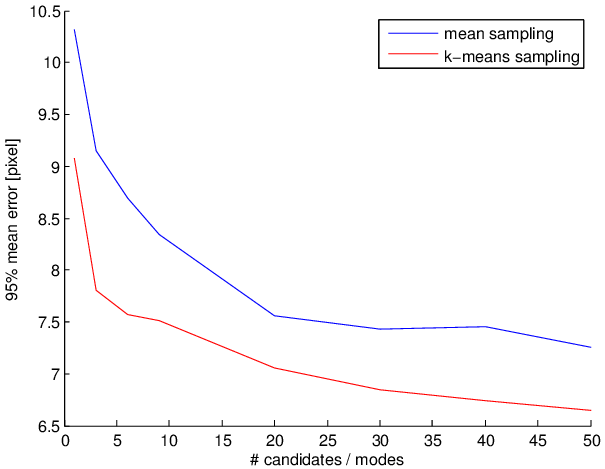 10.5
10
9.5
9
8.5
8
7.5
7
6.5
95% mean error [pixel]
mean sampling
k−means sampling
0 5 10 15 20 25 30 35 40 45 50
# candidates / modes